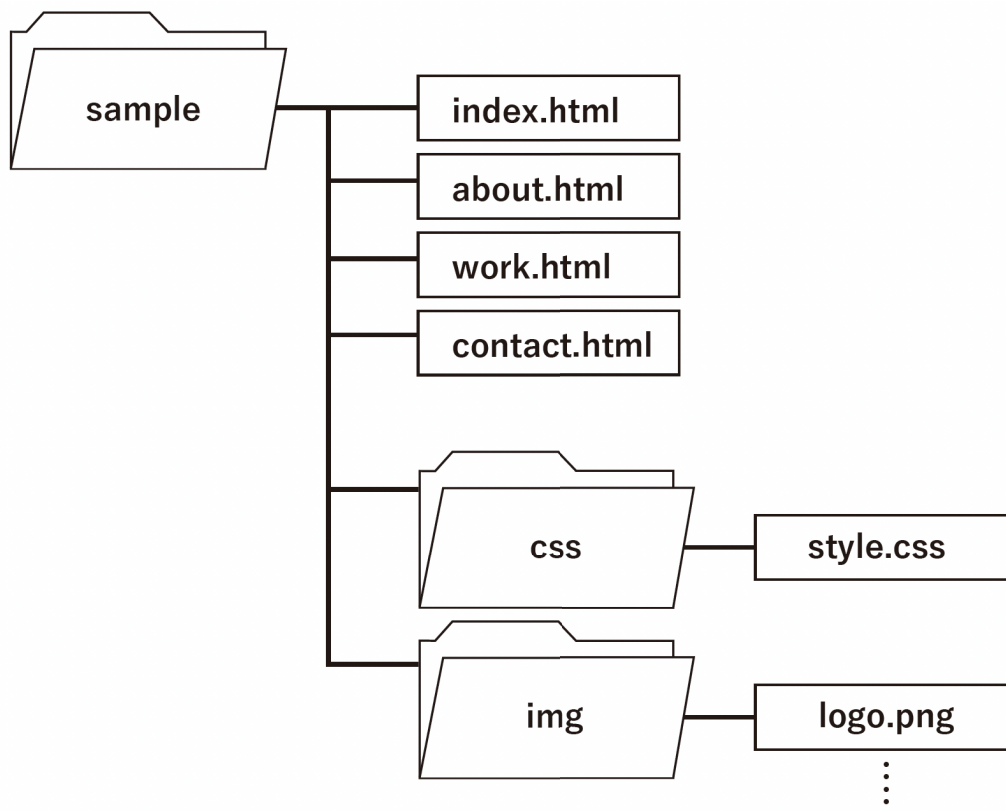 sample
index.html
about.html
work.html
contact.html
css
style.css
img
logo.png